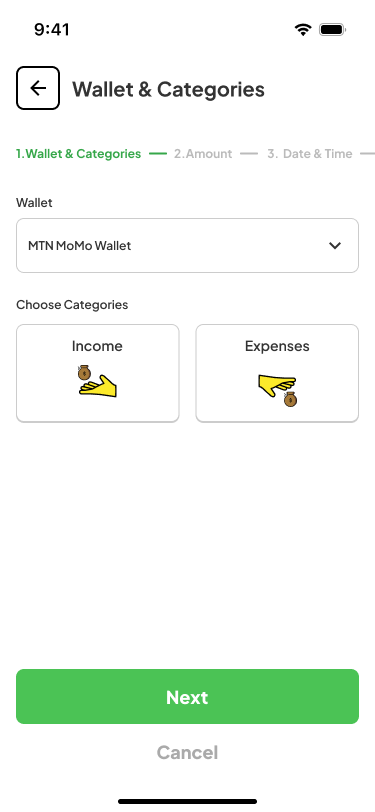 9:41
Wallet & Categories
1.Wallet & Categories 2.Amount 3. Date & Time
Wallet
MTN MoMo Wallet
Choose Categories
Income Expenses
Next
Cancel